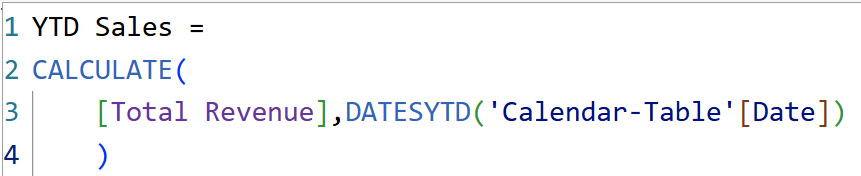 1 YTD Sales =
2 CALCULATE(
3 [Total Revenue],DATESYTD('Calendar-Table'[Date])
4 )